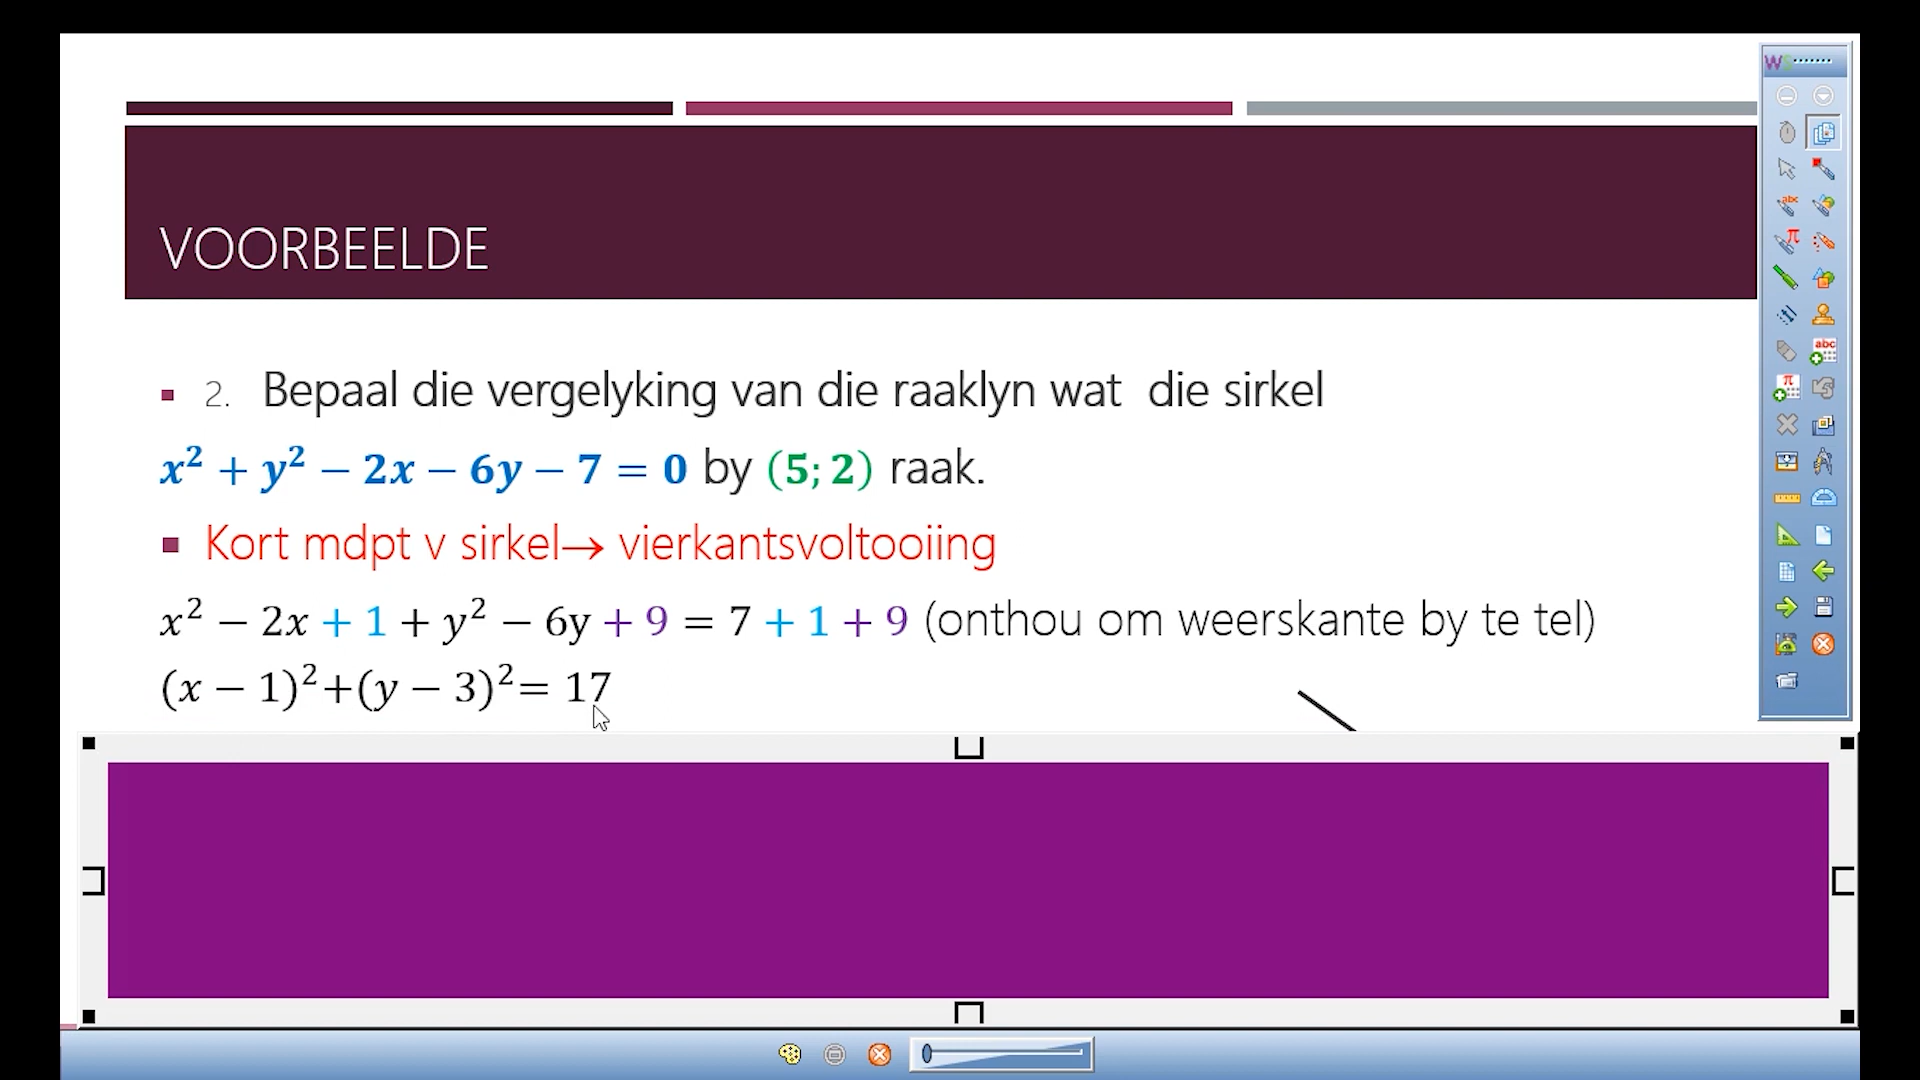 VOORBEELDE
2. Bepaal die vergelyking van die raaklyn wat die sirkel
x² + y² − 2x − 6y − 7 = 0 by (5; 2) raak.
Kort mdpt v sirkel→ vierkantsvoltooiing
x² − 2x + 1 + y² − 6y + 9 = 7 + 1 + 9 (onthou om weerskante by te tel)
(x − 1)²+(y − 3)²= 17